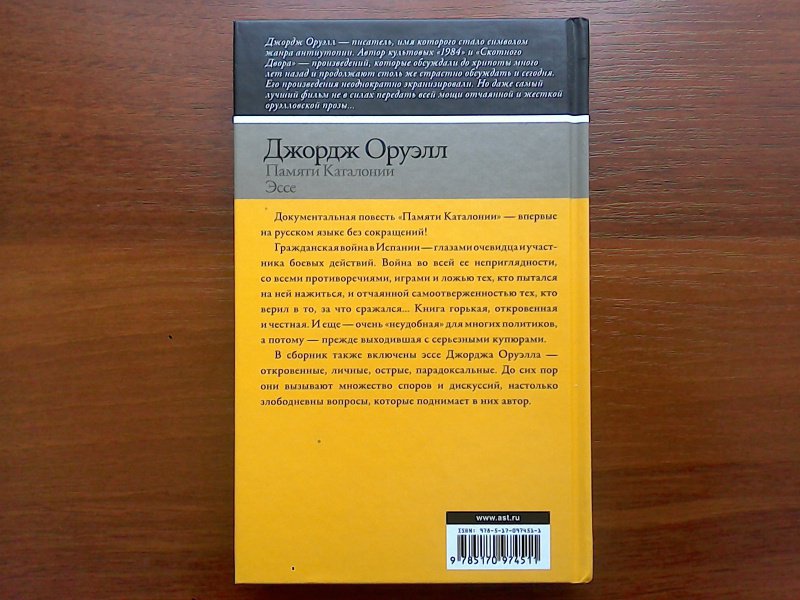 Джордж Оруэлл — писатель, имя которого стало символом
жанра антиутопии. Автор культовых «1984» и «Скотного
Двора» — произведений, которые обсуждали до хрипоты много
лет назад и продолжают столь же страстно обсуждать и сегодня.
Его произведения неоднократно экранизировали. Но даже самый
лучший фильм не в силах передать всей мощи отчаянной и жесткой
оруэлловской прозы...
Джордж Оруэлл
Памяти Каталонии
Эссе
Документальная повесть «Памяти Каталонии» — впервые
на русском языке без сокращений!
Гражданская война в Испании — глазами очевидца и участ-
ника боевых действий. Война во всей ее неприглядности,
со всеми противоречиями, играми и ложью тех, кто пытался
на ней нажиться, и отчаянной самоотверженностью тех, кто
верил в то, за что сражался... Книга горькая, откровенная
и честная. И еще — очень «неудобная» для многих политиков,
а потому — прежде выходившая с серьезными купюрами.
В сборник также включены эссе Джорджа Оруэлла —
откровенные, личные, острые, парадоксальные. До сих пор
они вызывают множество споров и дискуссий, настолько
злободневны вопросы, которые поднимает в них автор.
www.ast.ru
ISBN: 978-5-17-097451-1
9 785170 974511